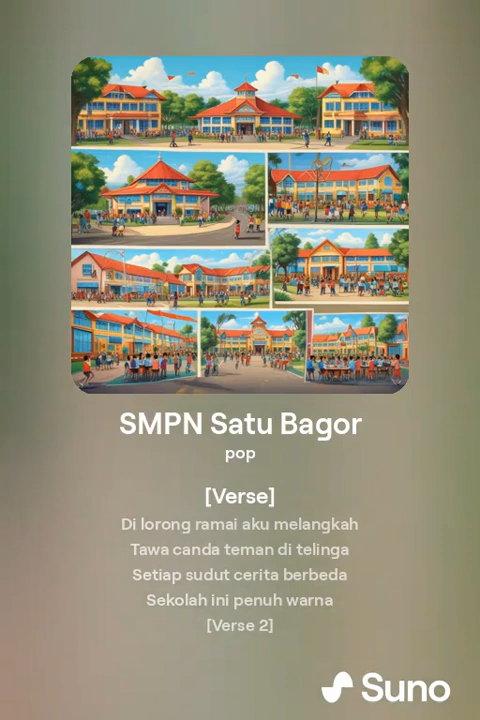 SMPN Satu Bagor
pop
[Verse]
Di lorong ramai aku melangkah
Tawa canda teman di telinga
Setiap sudut cerita berbeda
Sekolah ini penuh warna
[Verse 2]
Suno